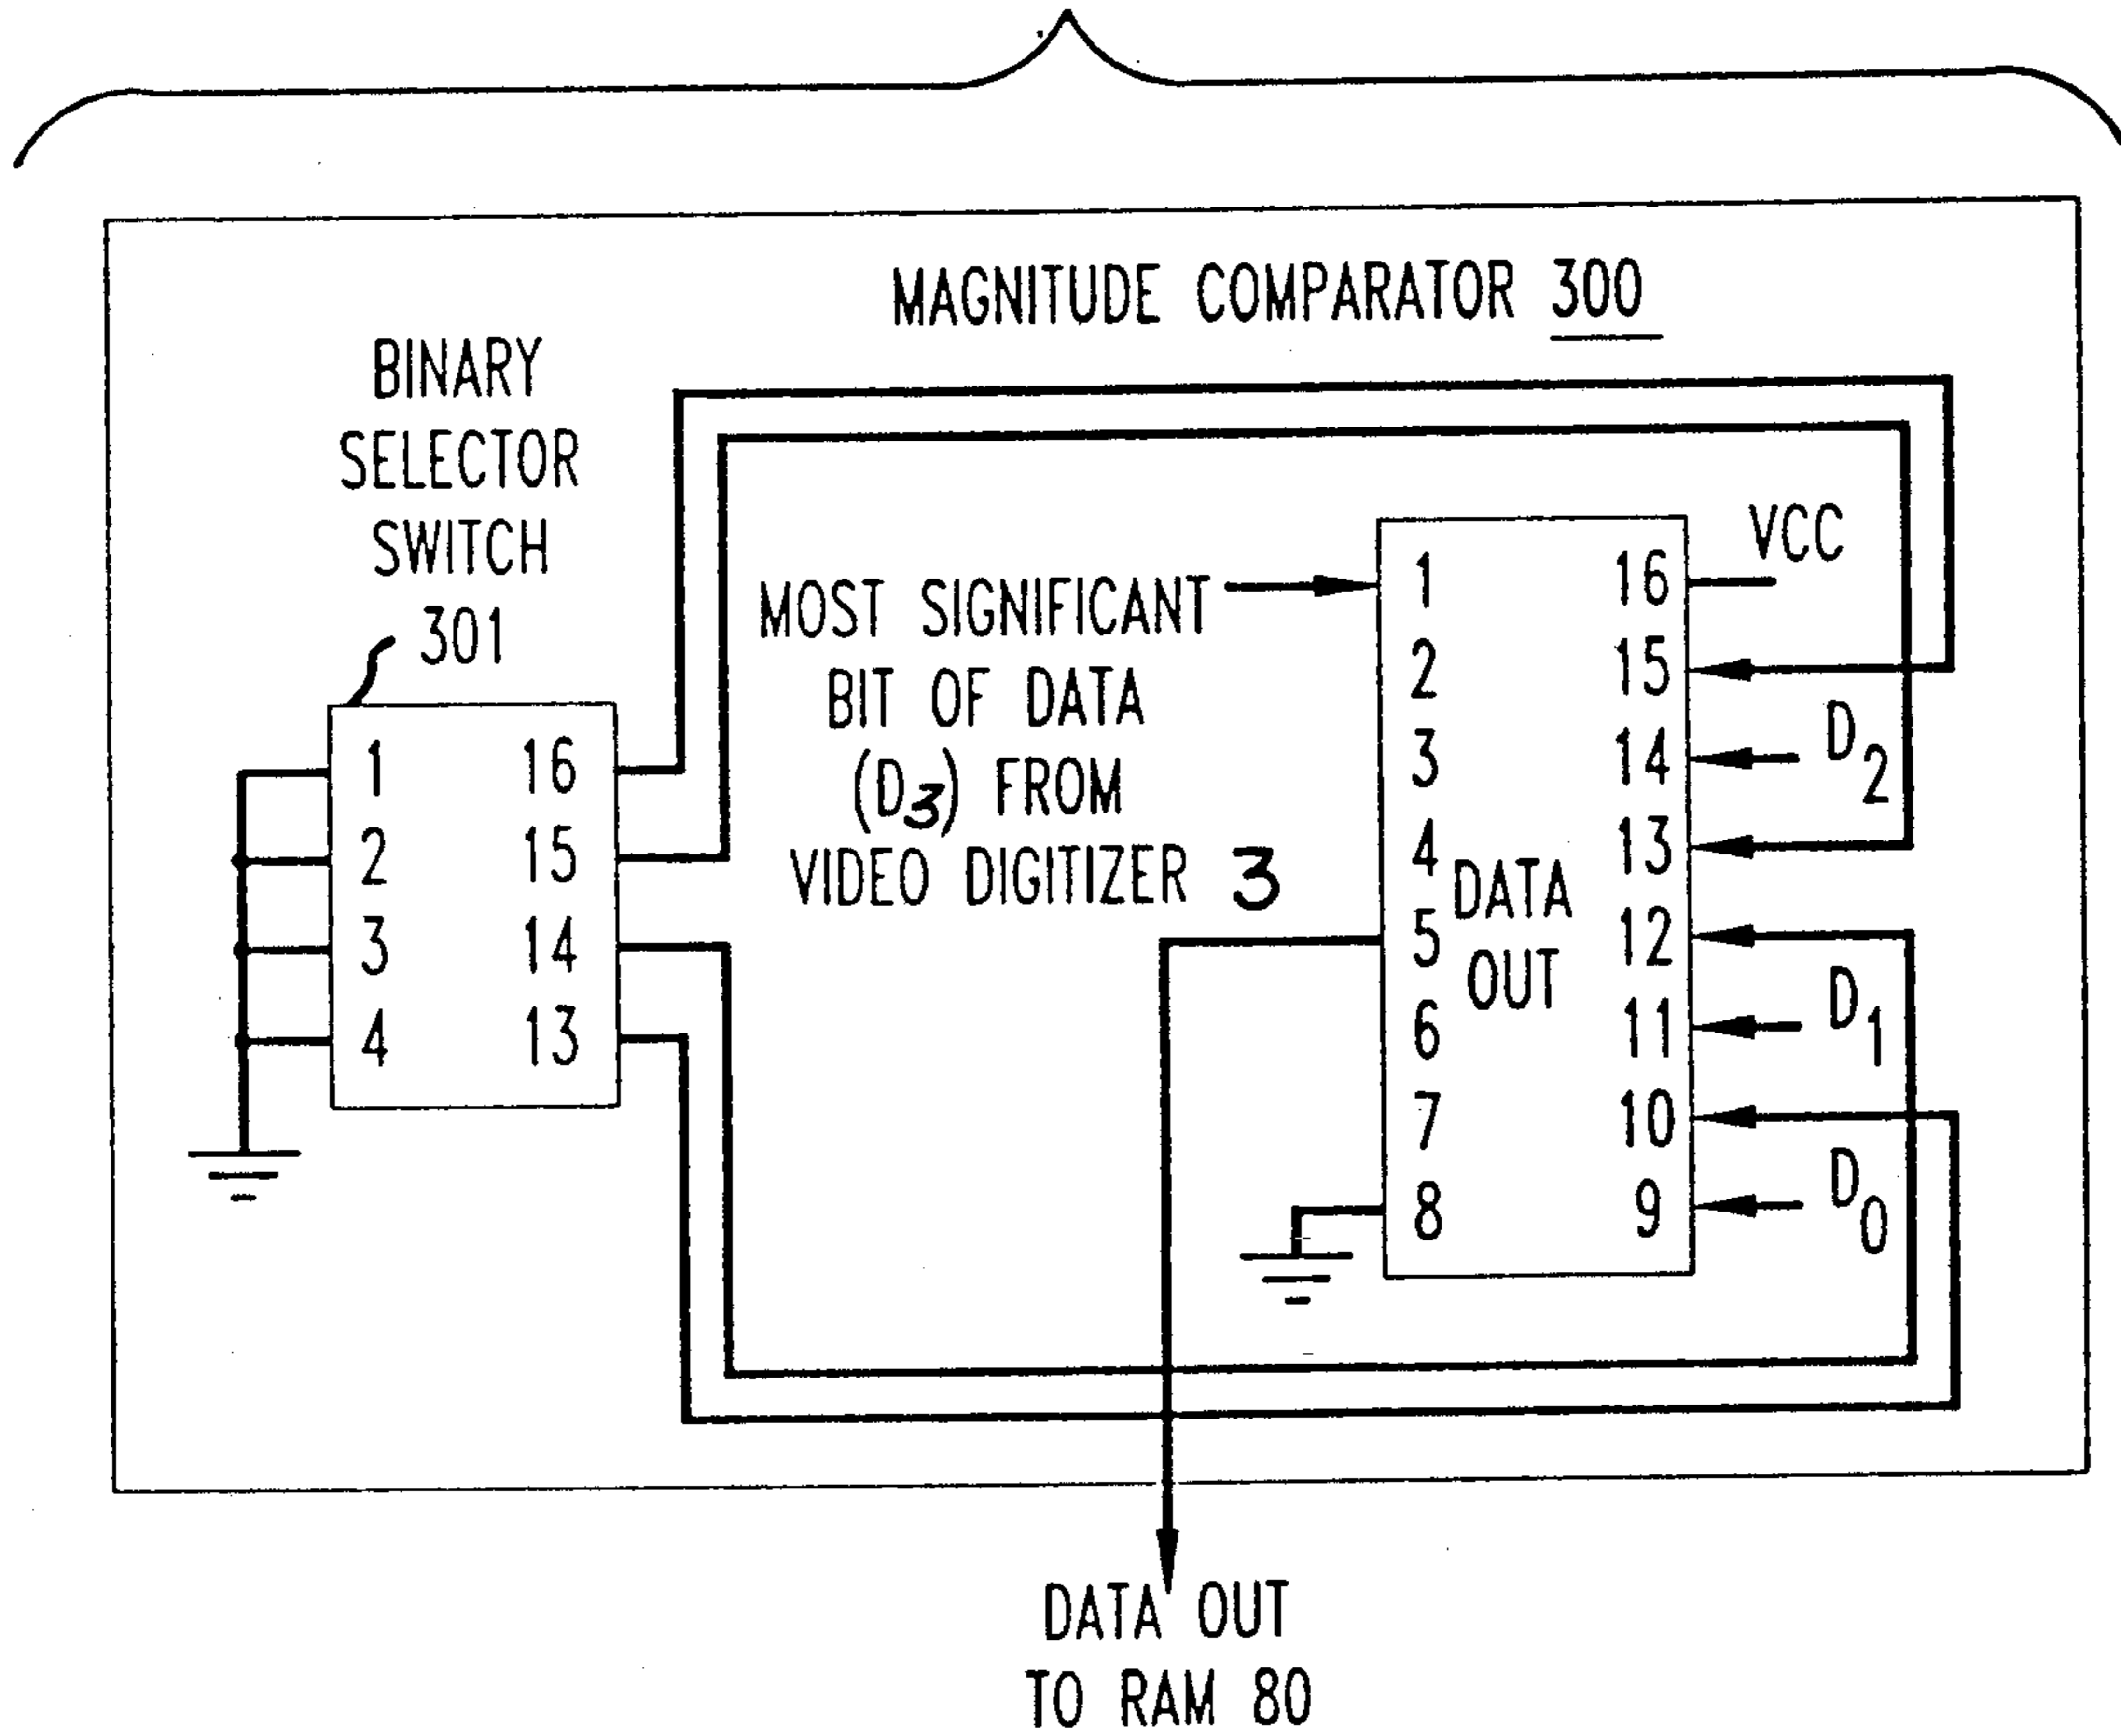 MAGNITUDE COMPARATOR 300
BINARY
SELECTOR
SWITCH
301
1 16
2 15
3 14
4 13
MOST SIGNIFICANT
BIT OF DATA
(D3) FROM
VIDEO DIGITIZER 3
1 16
2 15
3 14
4 13
5 12
6 11
7 10
8 9
DATA
OUT
VCC
D2
D1
D0
DATA OUT
TO RAM 80